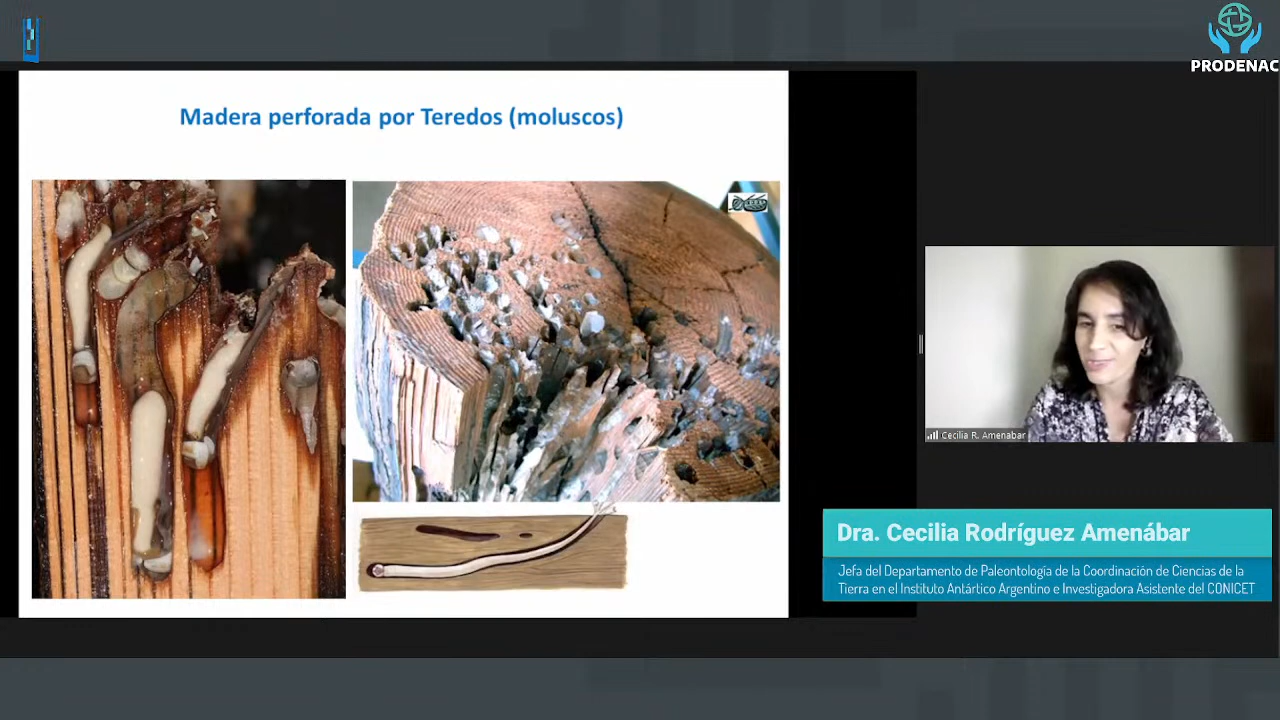 PRODENAC
Madera perforada por Teredos (moluscos)
Cecilia R. Amenabar
Dra. Cecilia Rodríguez Amenábar
Jefa del Departamento de Paleontología de la Coordinación de Ciencias de la
Tierra en el Instituto Antártico Argentino e Investigadora Asistente del CONICET